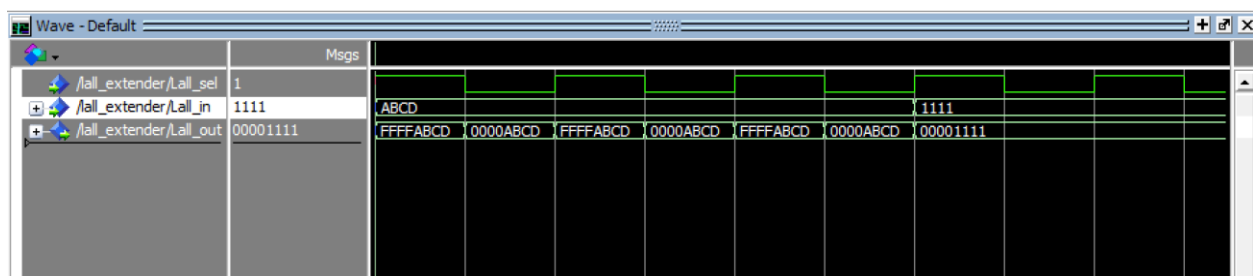 Wave - Default
Msgs
/lall_extender/Lall_sel 1
/lall_extender/Lall_in 1111 ABCD 1111
/lall_extender/Lall_out 00001111 FFFFABCD 0000ABCD FFFFABCD 0000ABCD FFFFABCD 0000ABCD 00001111